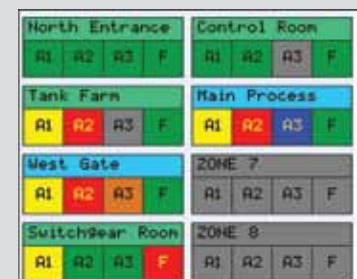 North Entrance
A1 A2 A3 F
Control Room
A1 A2 A3 F
Tank Farm
A1 A2 A3 F
Main Process
A1 A2 A3 F
West Gate
A1 A2 A3 F
ZONE 7
A1 A2 A3 F
Switchgear Room
A1 A2 A3 F
ZONE 8
A1 A2 A3 F